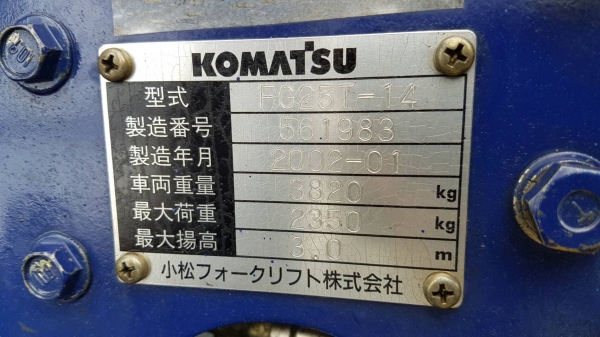 KOMATSU
型式 FG25T-14
製造番号 561983
製造年月 2002-01
車両重量 3820 kg
最大荷重 2350 kg
最大揚高 3.0 m
小松フォークリフト株式会社